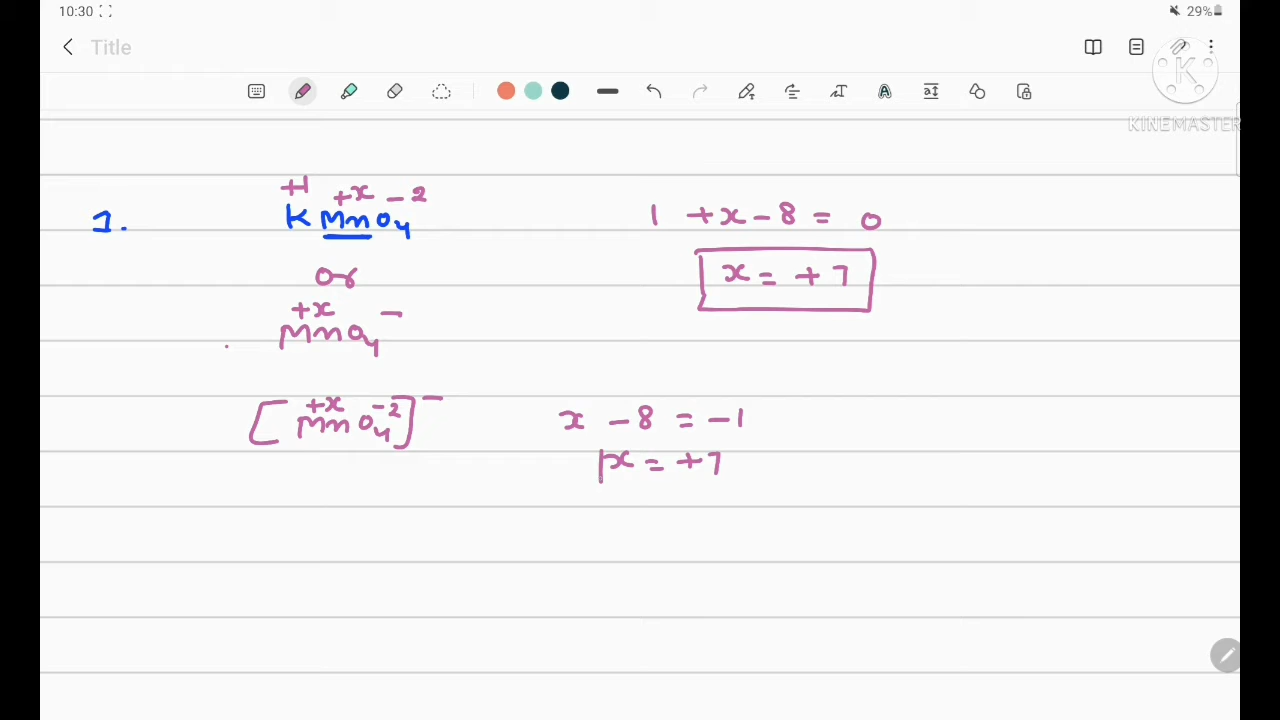 10:30
29%
Title
K
KINEMASTER
+1 +x -2
1. KMnO4 1 + x - 8 = 0
or x = + 7
+x -
MnO4
+x -2 -
[MnO4] x - 8 = -1
x = +7